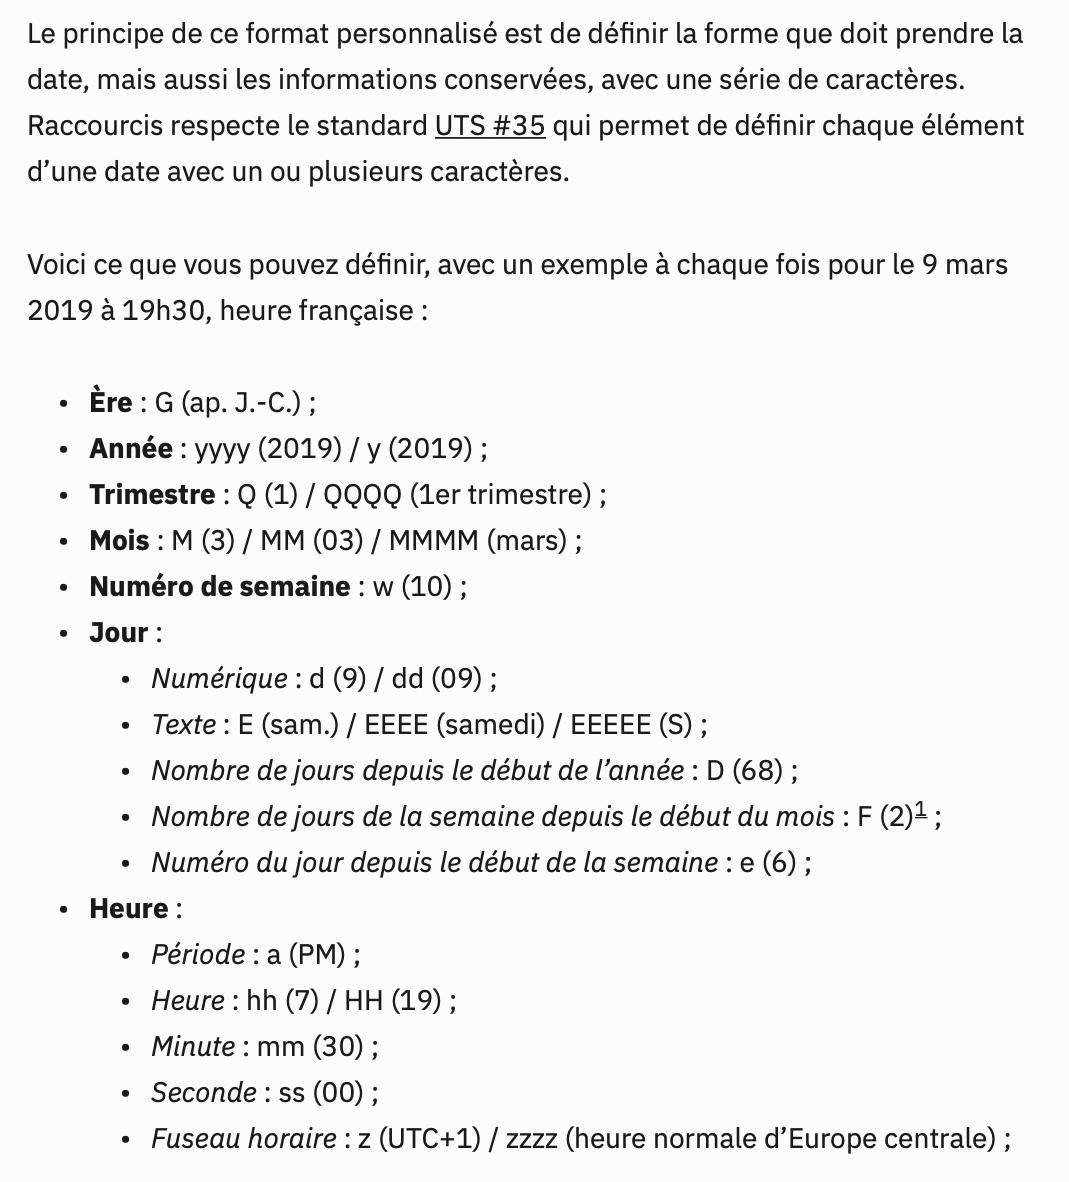 Le principe de ce format personnalisé est de définir la forme que doit prendre la
date, mais aussi les informations conservées, avec une série de caractères.
Raccourcis respecte le standard UTS #35 qui permet de définir chaque élément
d’une date avec un ou plusieurs caractères.
Voici ce que vous pouvez définir, avec un exemple à chaque fois pour le 9 mars
2019 à 19h30, heure française :
• Ère : G (ap. J.-C.) ;
• Année : yyyy (2019) / y (2019) ;
• Trimestre : Q (1) / QQQQ (1er trimestre) ;
• Mois : M (3) / MM (03) / MMMM (mars) ;
• Numéro de semaine : w (10) ;
• Jour :
• Numérique : d (9) / dd (09) ;
• Texte : E (sam.) / EEEE (samedi) / EEEEE (S) ;
• Nombre de jours depuis le début de l’année : D (68) ;
• Nombre de jours de la semaine depuis le début du mois : F (2)1 ;
• Numéro du jour depuis le début de la semaine : e (6) ;
• Heure :
• Période : a (PM) ;
• Heure : hh (7) / HH (19) ;
• Minute : mm (30) ;
• Seconde : ss (00) ;
• Fuseau horaire : z (UTC+1) / zzzz (heure normale d’Europe centrale) ;